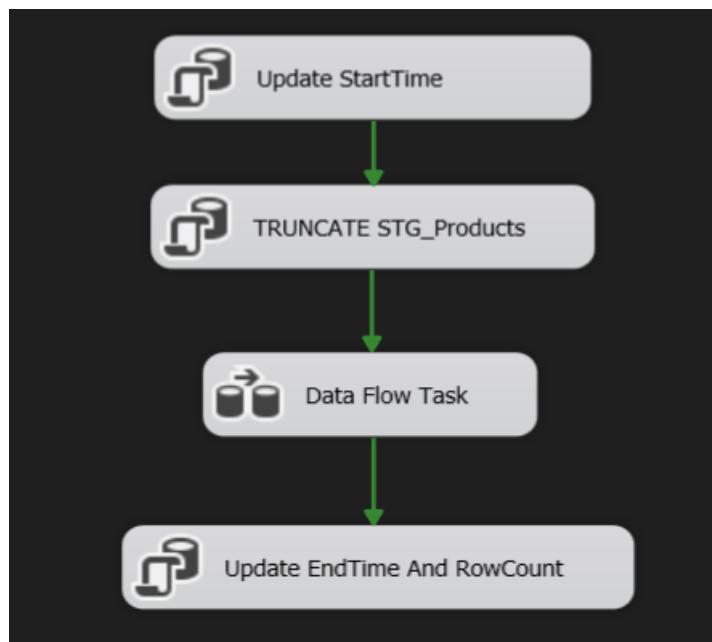 Update StartTime
TRUNCATE STG_Products
Data Flow Task
Update EndTime And RowCount